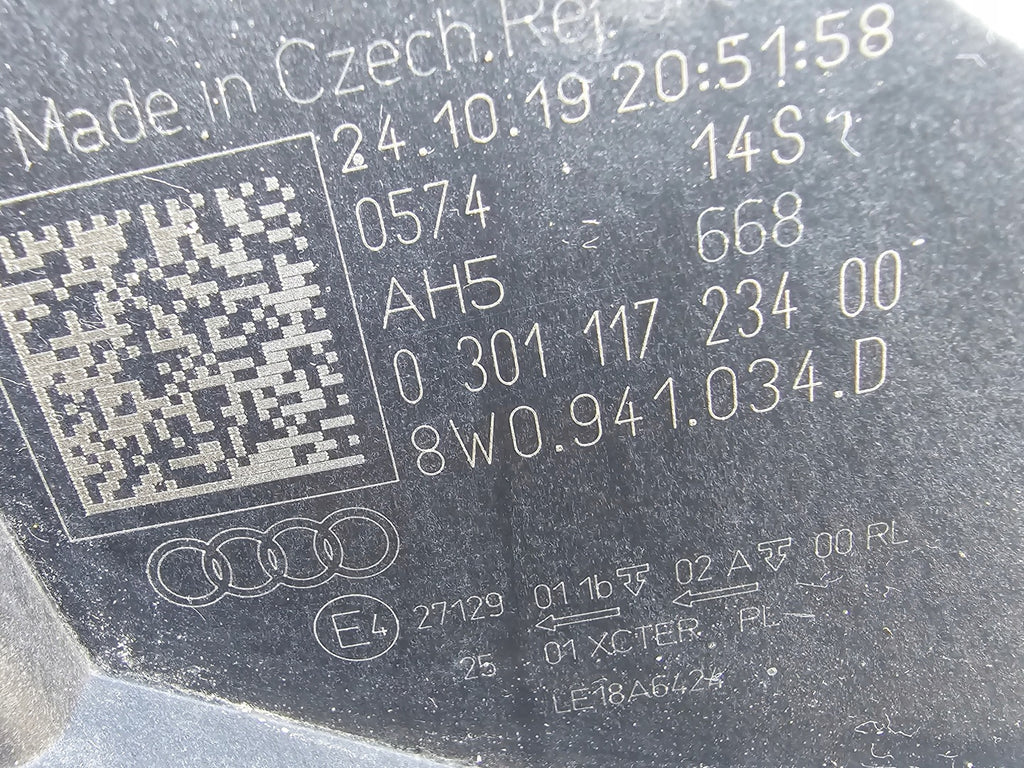 Made in Czech Rep
24.10.19 20:51:58
0574 14S
AH5 668
0 301 117 234 00
8W0.941.034.D
E4 27129 01 1b 02 A 00 RL
25 01 XCTER PL
LE18A6424